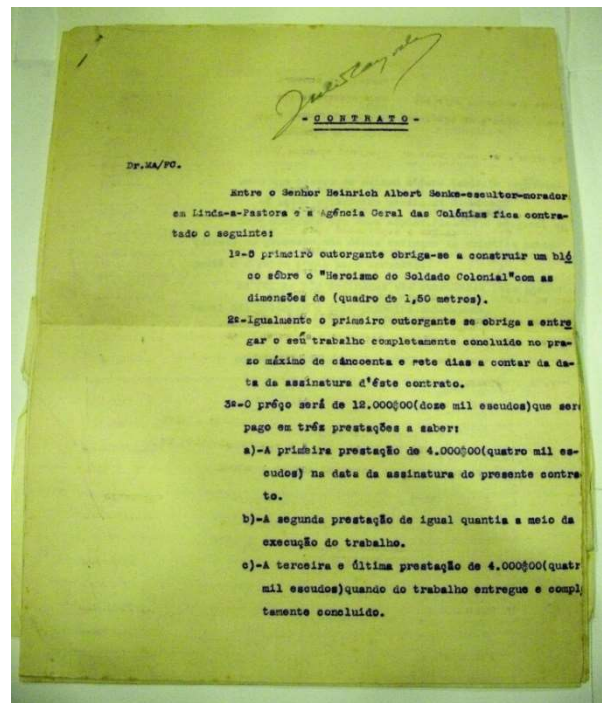 - CONTRATO -
Dr.MA/FC.
Entre o Senhor Heinrich Albert Senke-escultor-morador
em Linda-a-Pastora e a Agência Geral das Colónias fica contra-
tado o seguinte:
1º-O primeiro outorgante obriga-se a construir um bló
co sôbre o "Heroismo do Soldado Colonial"com as
dimensões de (quadro de 1,50 metros).
2º-Igualmente o primeiro outorgante se obriga a entre
gar o seu trabalho completamente concluido no pra-
zo máximo de cincoenta e sete dias a contar da da-
ta da assinatura d'êste contrato.
3º-O prêço será de 12.000$00(doze mil escudos)que ser
pago em três prestações a saber:
a)-A primeira prestação de 4.000$00(quatro mil es-
cudos) na data da assinatura do presente contra
to.
b)-A segunda prestação de igual quantia a meio da
execução do trabalho.
c)-A terceira e última prestação de 4.000$00(quatr
mil escudos)quando do trabalho entregue e compl
tamente concluido.